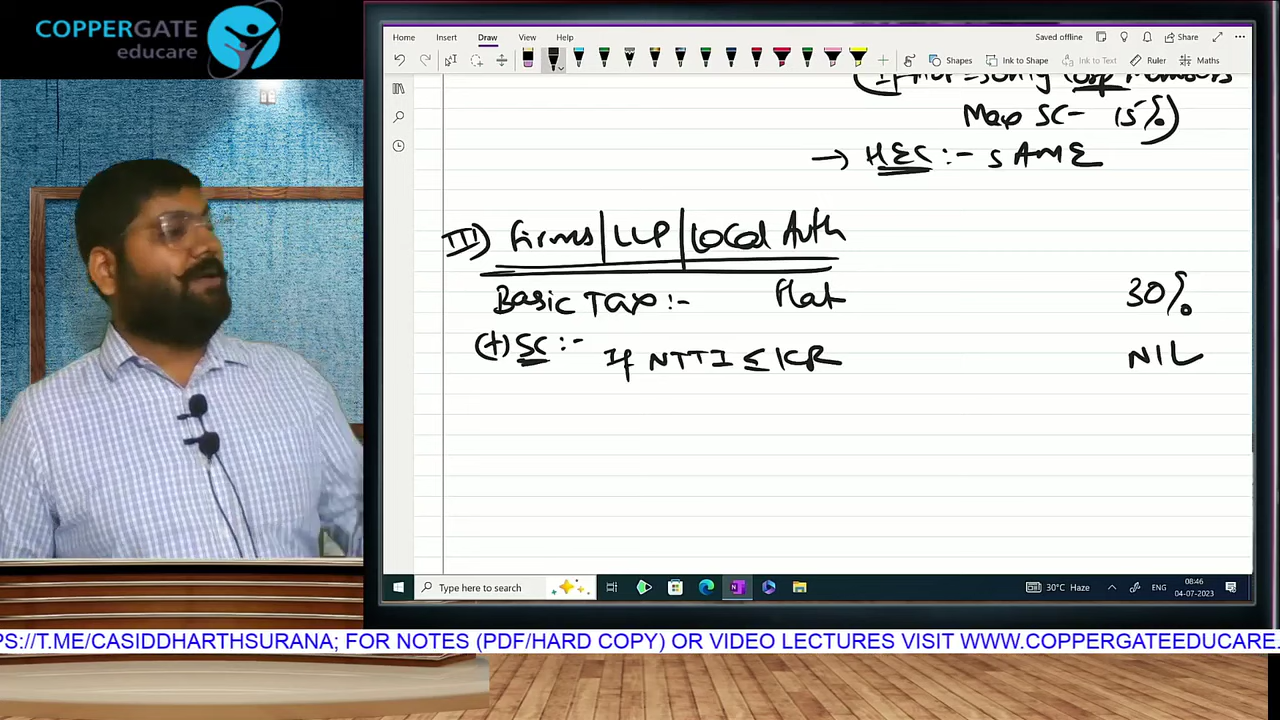 COPPERGATE
educare
Home Insert Draw View Help
Saved offline Share
Shapes Ink to Shape Ink to Text Ruler Maths
Members
Max SC- 15%)
→ HEC :- SAME
III) Firms | LLP | Local Auth
Basic Tax :- Flat 30%
(+) SC :- If NTTI ≤ 1CR NIL
Type here to search
30°C Haze
ENG
08:46
04-07-2023
PS://T.ME/CASIDDHARTHSURANA; FOR NOTES (PDF/HARD COPY) OR VIDEO LECTURES VISIT WWW.COPPERGATEEDUCARE.